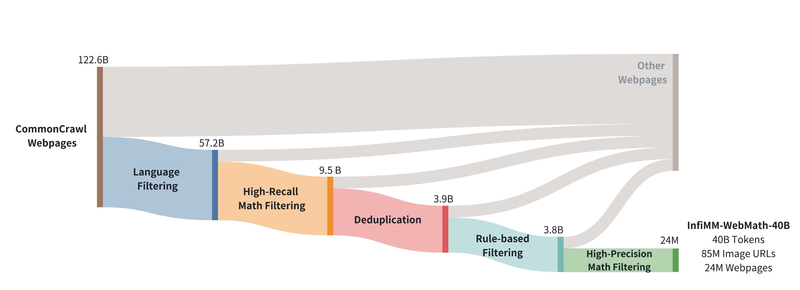 122.6B
Other
Webpages
CommonCrawl
Webpages
57.2B
Language
Filtering
9.5 B
High-Recall
Math Filtering
3.9B
Deduplication
3.8B
Rule-based
Filtering
24M
High-Precision
Math Filtering
InfiMM-WebMath-40B
40B Tokens
85M Image URLs
24M Webpages